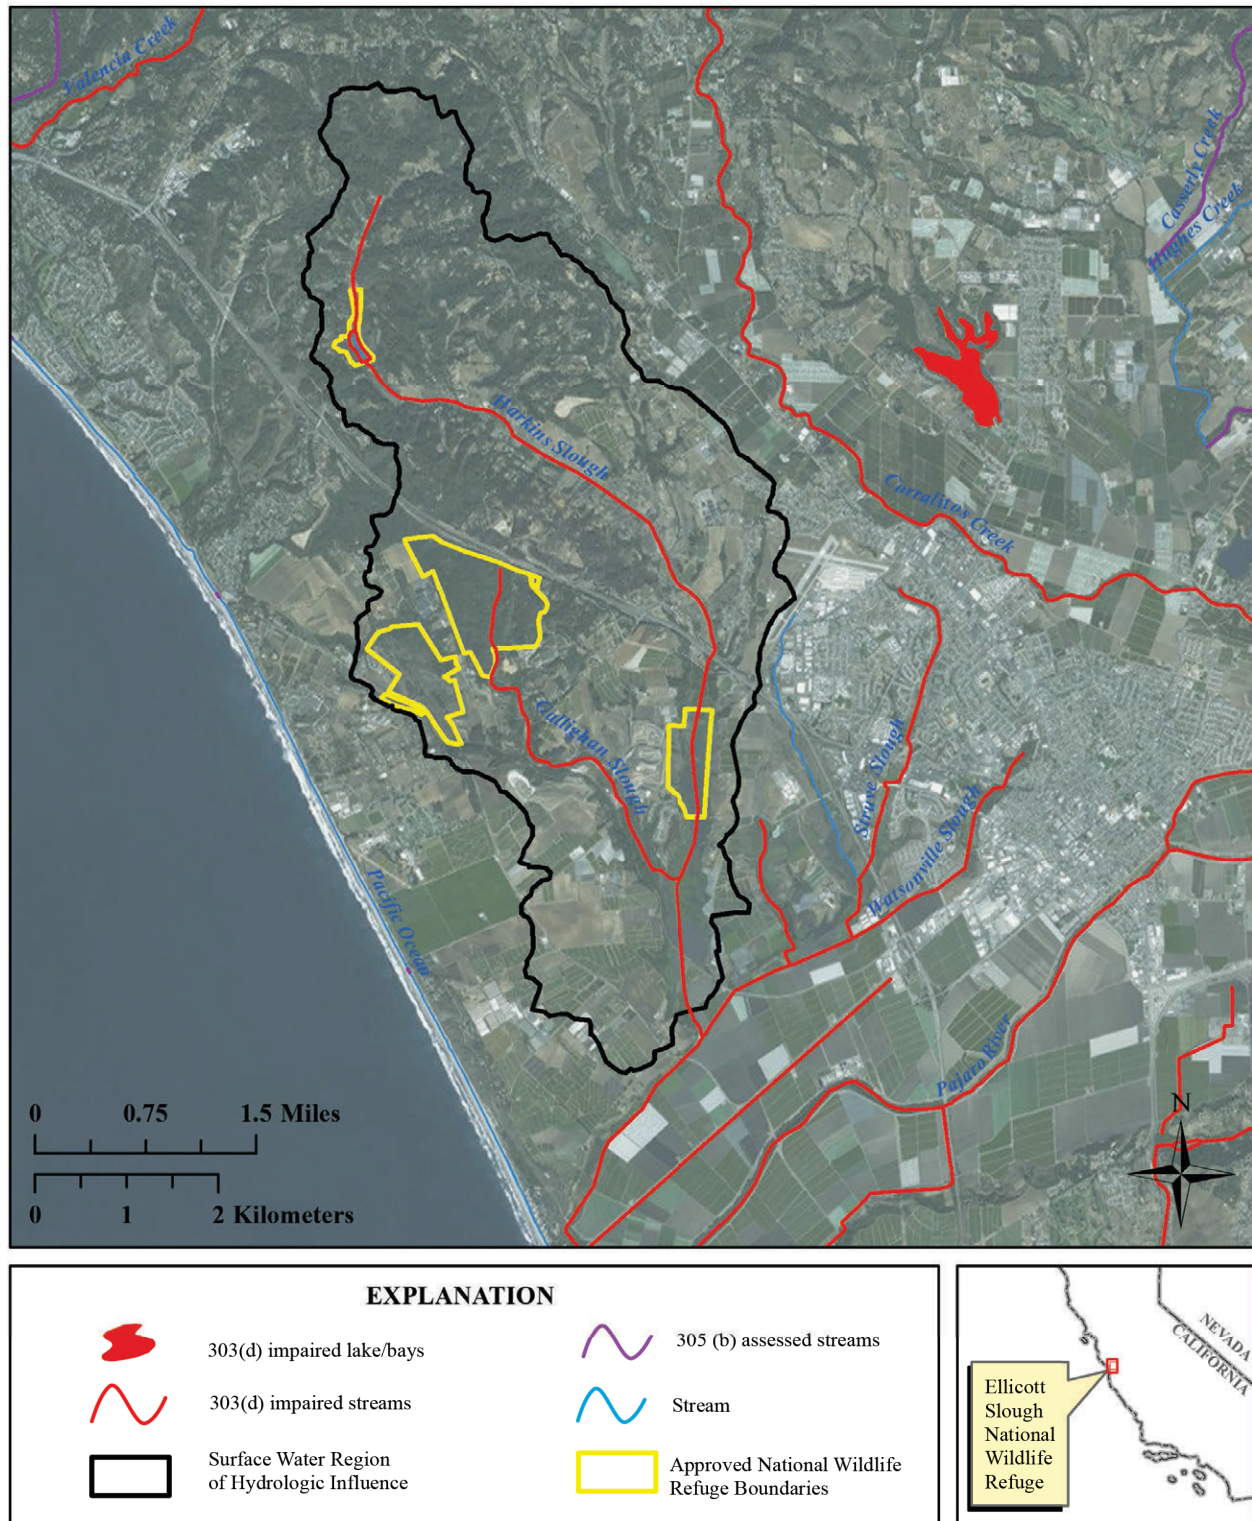 Valencia Creek
Casserly Creek
Hughes Creek
Harkins Slough
Corralitos Creek
Gallighan Slough
Struve Slough
Watsonville Slough
Pacific Ocean
Pajaro River
0 0.75 1.5 Miles
0 1 2 Kilometers
N
EXPLANATION
303(d) impaired lake/bays
303(d) impaired streams
Surface Water Region
of Hydrologic Influence
305 (b) assessed streams
Stream
Approved National Wildlife
Refuge Boundaries
NEVADA
CALIFORNIA
Ellicott
Slough
National
Wildlife
Refuge